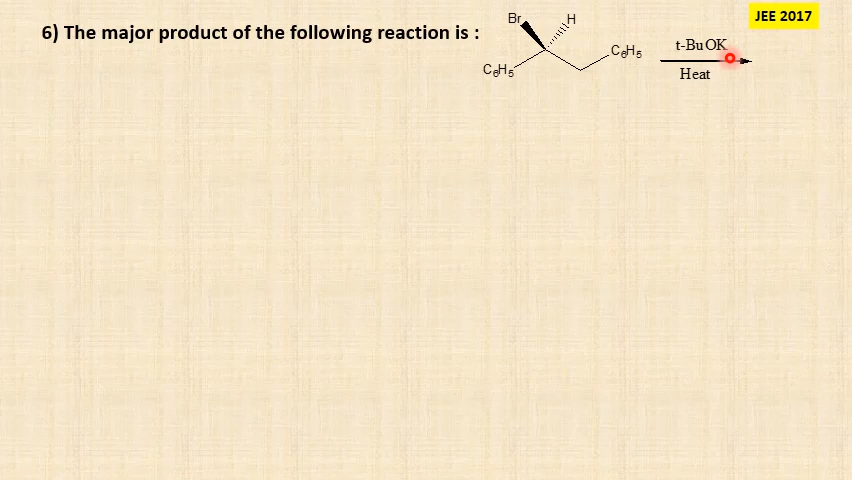 JEE 2017
6) The major product of the following reaction is :
Br
H
C6H5
C6H5
t-BuOK
Heat